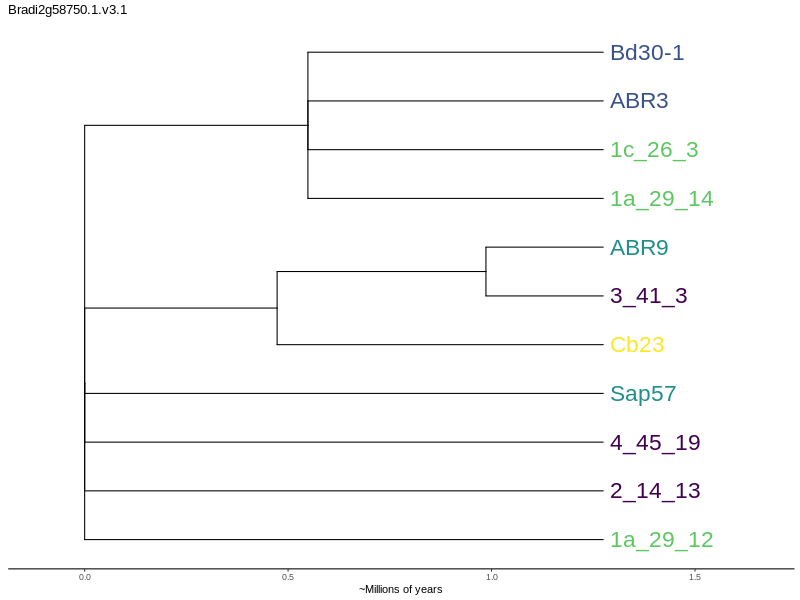 Bradi2g58750.1.v3.1
Bd30-1
ABR3
1c_26_3
1a_29_14
ABR9
3_41_3
Cb23
Sap57
4_45_19
2_14_13
1a_29_12
0.0 0.5 1.0 1.5
~Millions of years